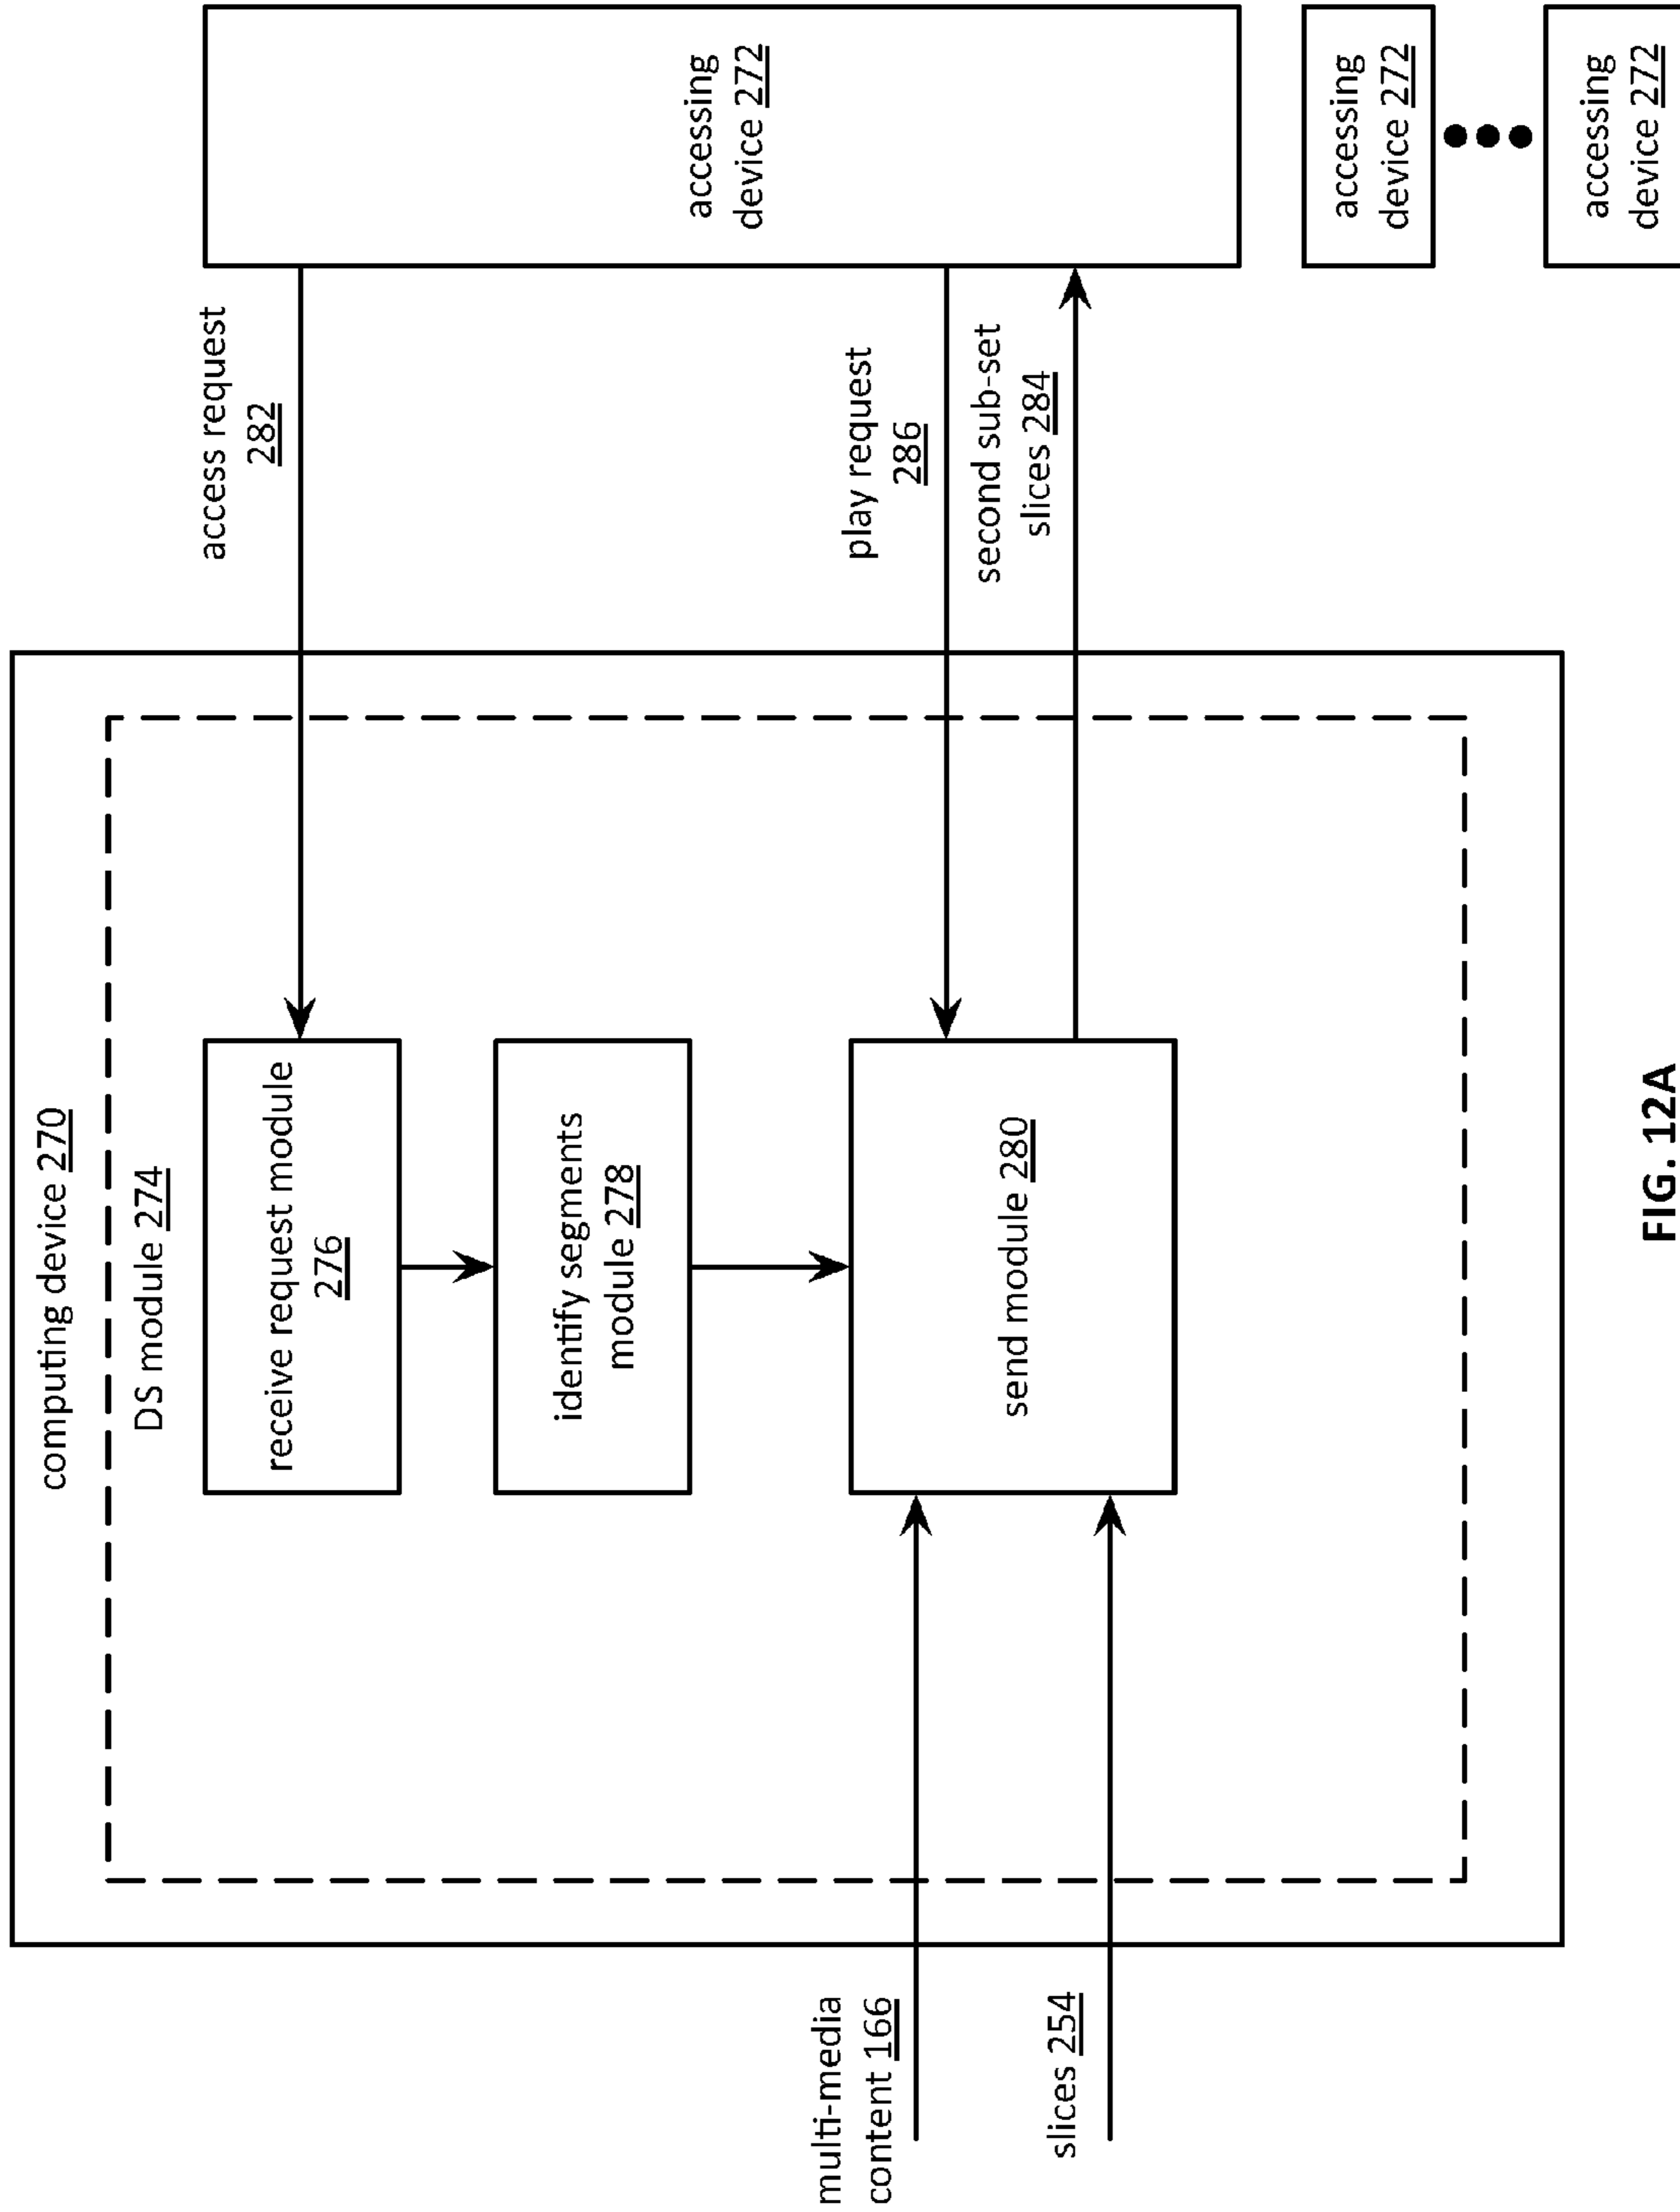 computing device 270
DS module 274
receive request module
276
identify segments
module 278
send module 280
multi-media
content 166
slices 254
access request
282
play request
286
second sub-set
slices 284
accessing
device 272
accessing
device 272
accessing
device 272
FIG. 12A